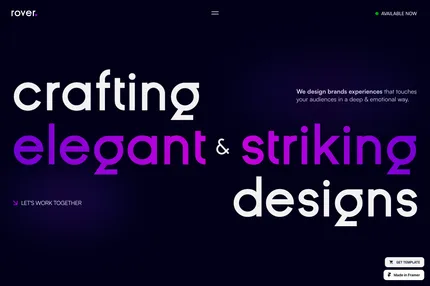 rover.
AVAILABLE NOW
crafting
We design brands experiences that touches
your audiences in a deep & emotional way.
elegant & striking
LET'S WORK TOGETHER
designs
GET TEMPLATE
Made in Framer